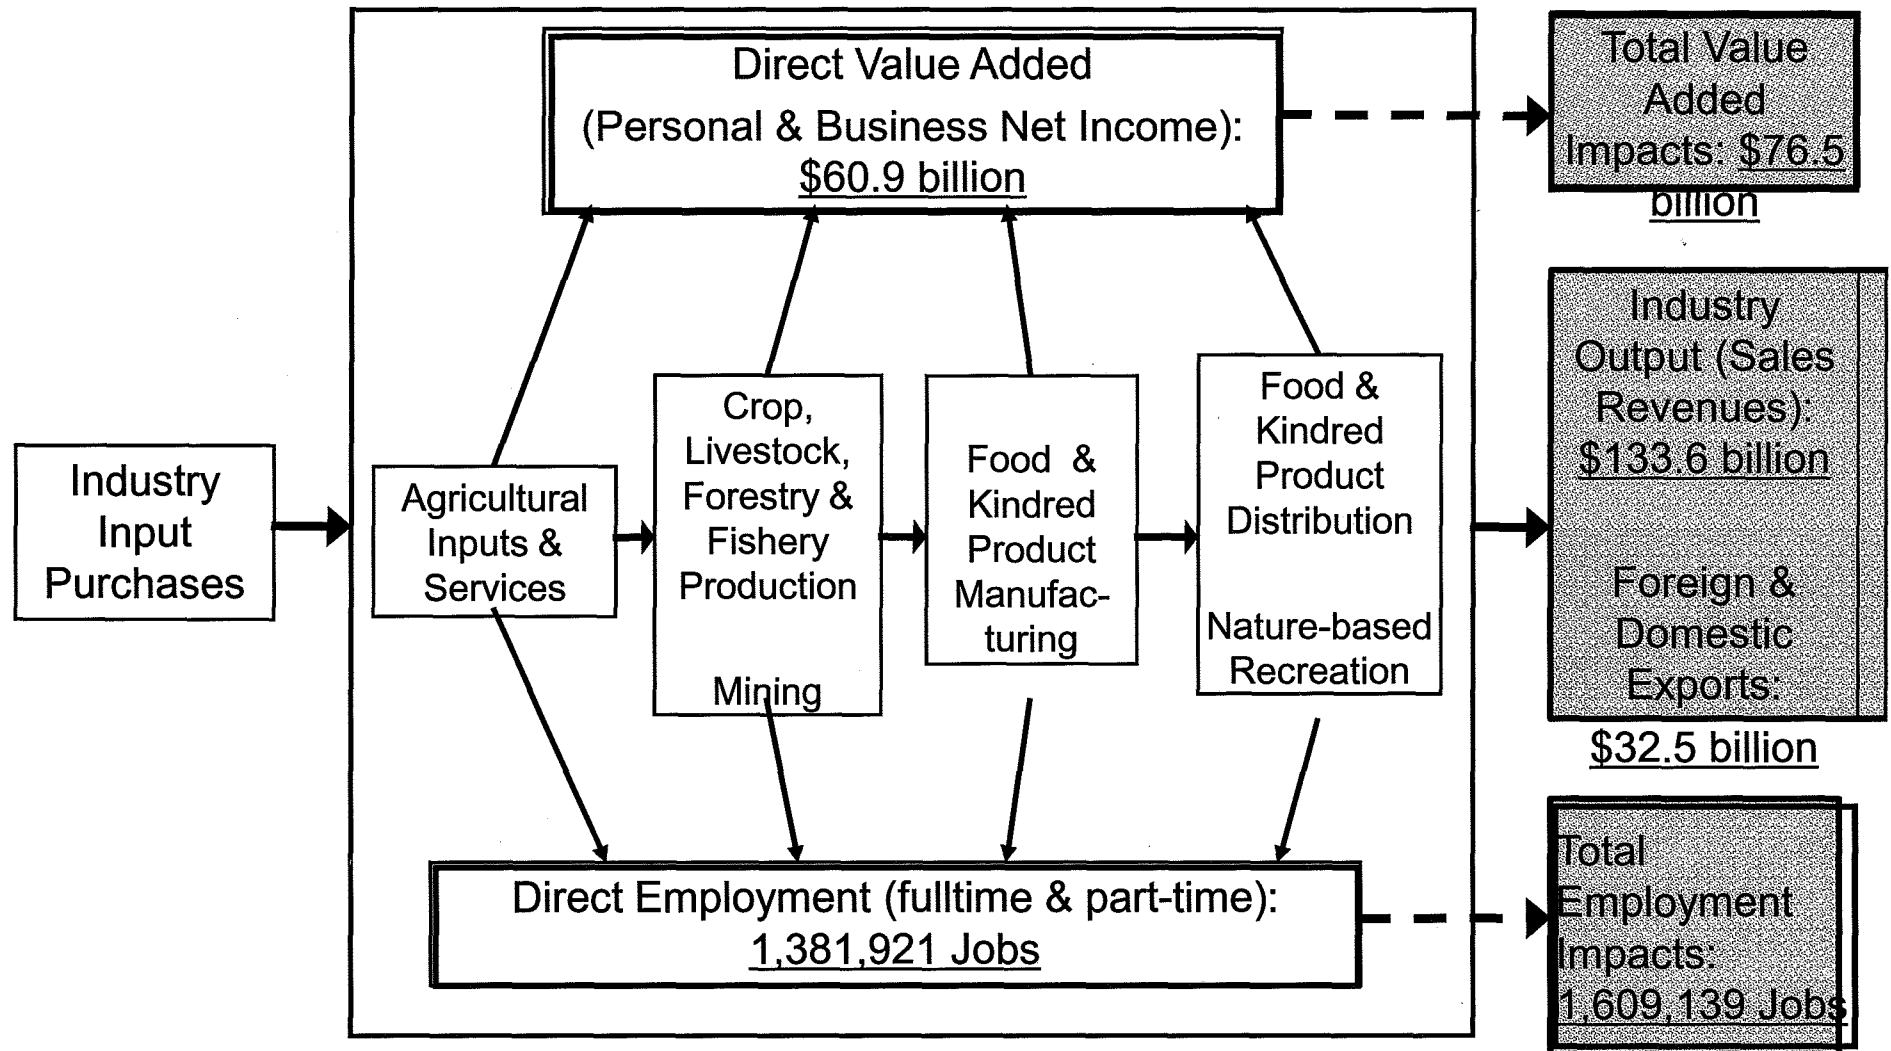 Direct Value Added
(Personal & Business Net Income):
$60.9 billion
Total Value
Added
Impacts: $76.5
billion
Industry
Input
Purchases
Agricultural
Inputs &
Services
Crop,
Livestock,
Forestry &
Fishery
Production
Mining
Food &
Kindred
Product
Manufac-
turing
Food &
Kindred
Product
Distribution
Nature-based
Recreation
Industry
Output (Sales
Revenues):
$133.6 billion
Foreign &
Domestic
Exports:
$32.5 billion
Direct Employment (fulltime & part-time):
1,381,921 Jobs
Total
Employment
Impacts:
1,609,139 Jobs